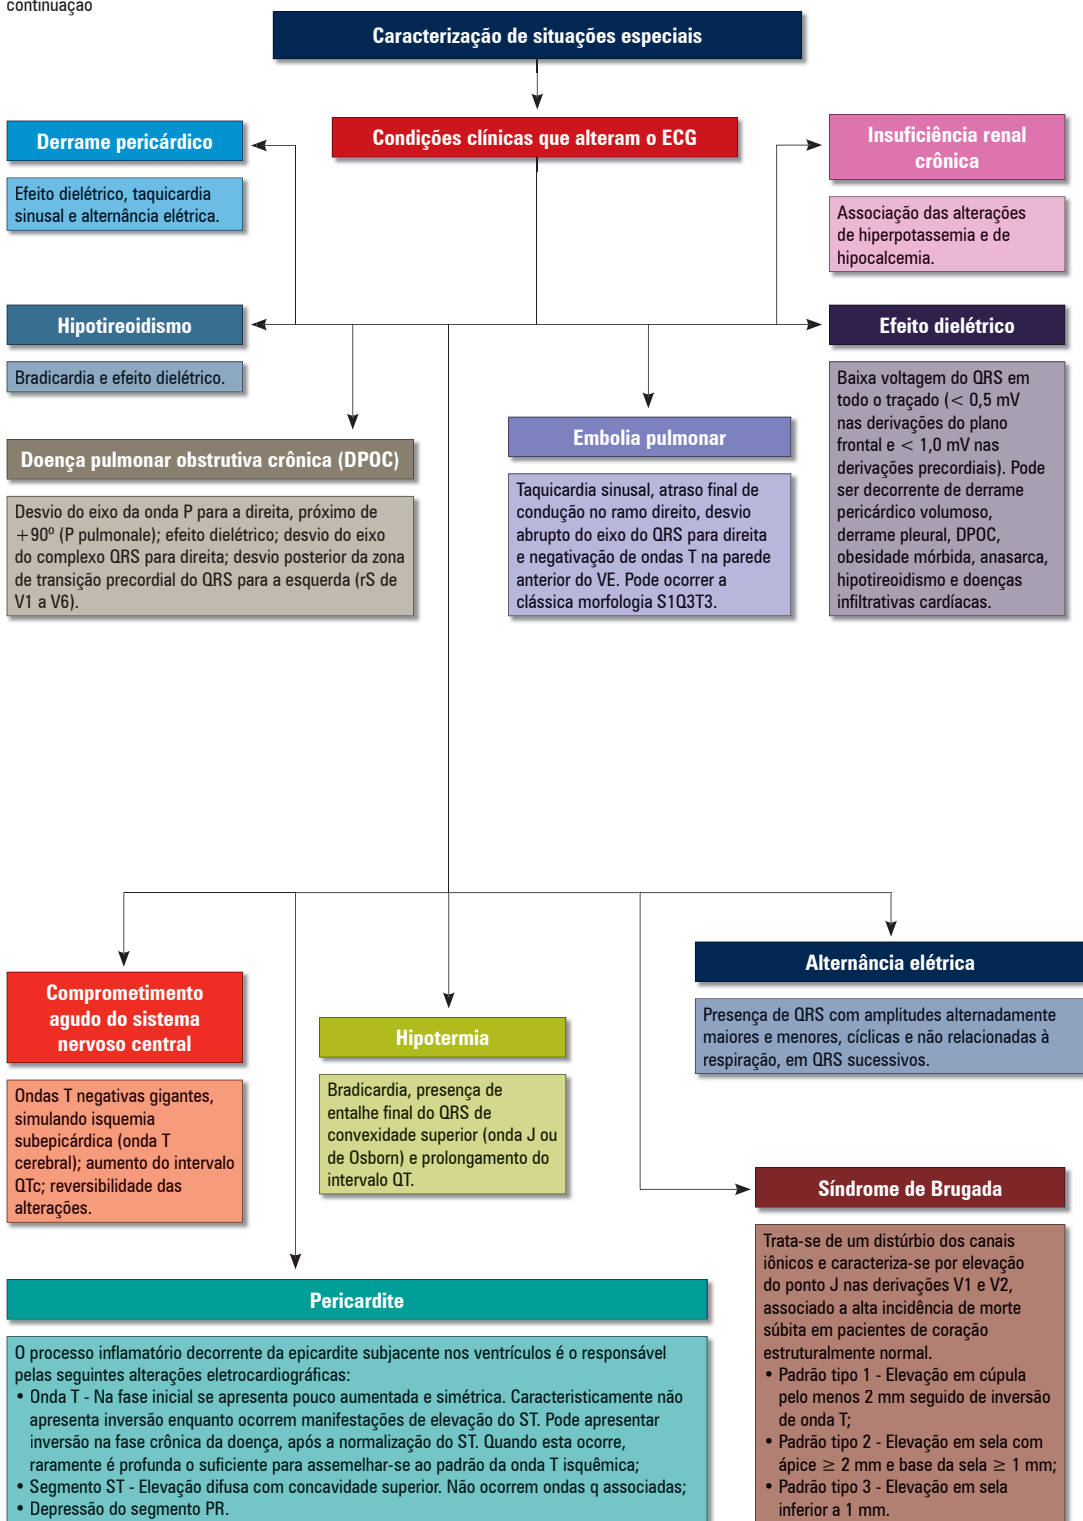 continuação
Caracterização de situações especiais
Condições clínicas que alteram o ECG
Derrame pericárdico
Efeito dielétrico, taquicardia
sinusal e alternância elétrica.
Insuficiência renal
crônica
Associação das alterações
de hiperpotassemia e de
hipocalcemia.
Hipotireoidismo
Bradicardia e efeito dielétrico.
Efeito dielétrico
Baixa voltagem do QRS em
todo o traçado (< 0,5 mV
nas derivações do plano
frontal e < 1,0 mV nas
derivações precordiais). Pode
ser decorrente de derrame
pericárdico volumoso,
derrame pleural, DPOC,
obesidade mórbida, anasarca,
hipotireoidismo e doenças
infiltrativas cardíacas.
Doença pulmonar obstrutiva crônica (DPOC)
Desvio do eixo da onda P para a direita, próximo de
+90º (P pulmonale); efeito dielétrico; desvio do eixo
do complexo QRS para direita; desvio posterior da zona
de transição precordial do QRS para a esquerda (rS de
V1 a V6).
Embolia pulmonar
Taquicardia sinusal, atraso final de
condução no ramo direito, desvio
abrupto do eixo do QRS para direita
e negativação de ondas T na parede
anterior do VE. Pode ocorrer a
clássica morfologia S1Q3T3.
Comprometimento
agudo do sistema
nervoso central
Ondas T negativas gigantes,
simulando isquemia
subepicárdica (onda T
cerebral); aumento do intervalo
QTc; reversibilidade das
alterações.
Hipotermia
Bradicardia, presença de
entalhe final do QRS de
convexidade superior (onda J ou
de Osborn) e prolongamento do
intervalo QT.
Alternância elétrica
Presença de QRS com amplitudes alternadamente
maiores e menores, cíclicas e não relacionadas à
respiração, em QRS sucessivos.
Síndrome de Brugada
Trata-se de um distúrbio dos canais
iônicos e caracteriza-se por elevação
do ponto J nas derivações V1 e V2,
associado a alta incidência de morte
súbita em pacientes de coração
estruturalmente normal.
• Padrão tipo 1 - Elevação em cúpula
pelo menos 2 mm seguido de inversão
de onda T;
• Padrão tipo 2 - Elevação em sela com
ápice ≥ 2 mm e base da sela ≥ 1 mm;
• Padrão tipo 3 - Elevação em sela
inferior a 1 mm.
Pericardite
O processo inflamatório decorrente da epicardite subjacente nos ventrículos é o responsável
pelas seguintes alterações eletrocardiográficas:
• Onda T - Na fase inicial se apresenta pouco aumentada e simétrica. Caracteristicamente não
apresenta inversão enquanto ocorrem manifestações de elevação do ST. Pode apresentar
inversão na fase crônica da doença, após a normalização do ST. Quando esta ocorre,
raramente é profunda o suficiente para assemelhar-se ao padrão da onda T isquêmica;
• Segmento ST - Elevação difusa com concavidade superior. Não ocorrem ondas q associadas;
• Depressão do segmento PR.